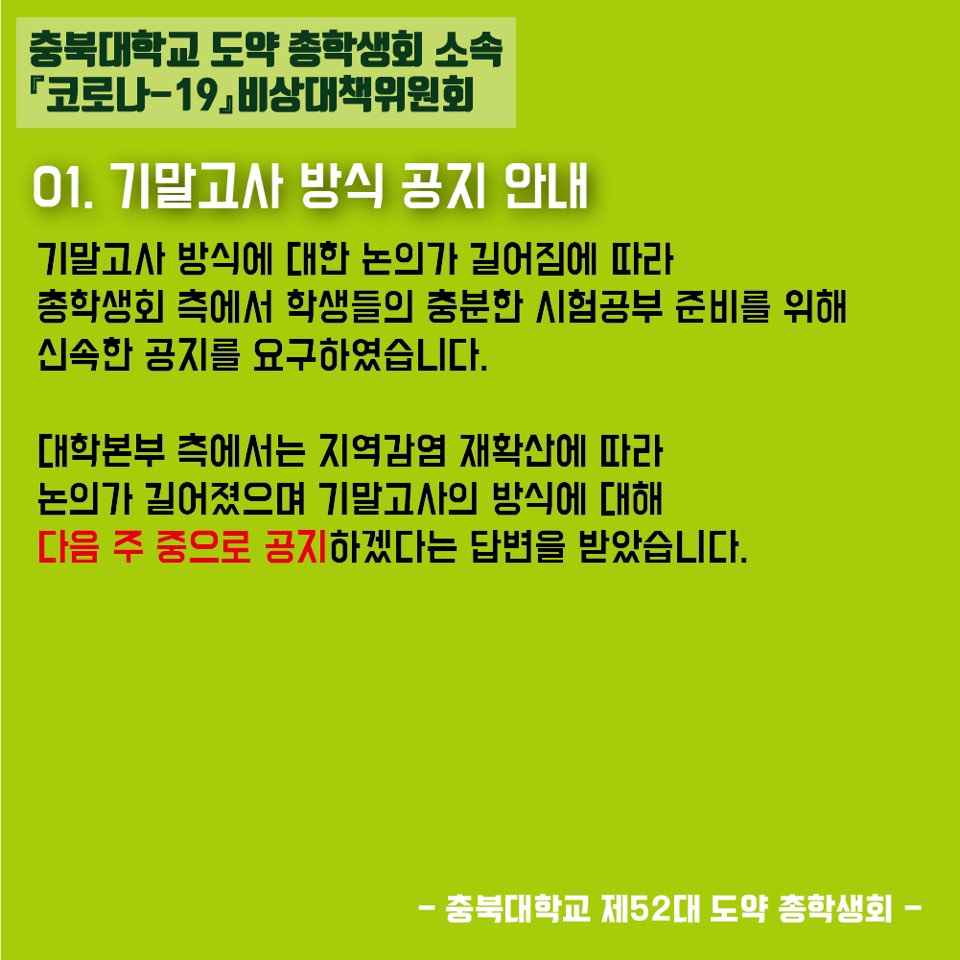 충북대학교 도약 총학생회 소속
『코로나-19』비상대책위원회
01. 기말고사 방식 공지 안내
기말고사 방식에 대한 논의가 길어짐에 따라
총학생회 측에서 학생들의 충분한 시험공부 준비를 위해
신속한 공지를 요구하였습니다.
대학본부 측에서는 지역감염 재확산에 따라
논의가 길어졌으며 기말고사의 방식에 대해
다음 주 중으로 공지하겠다는 답변을 받았습니다.
- 충북대학교 제52대 도약 총학생회 -